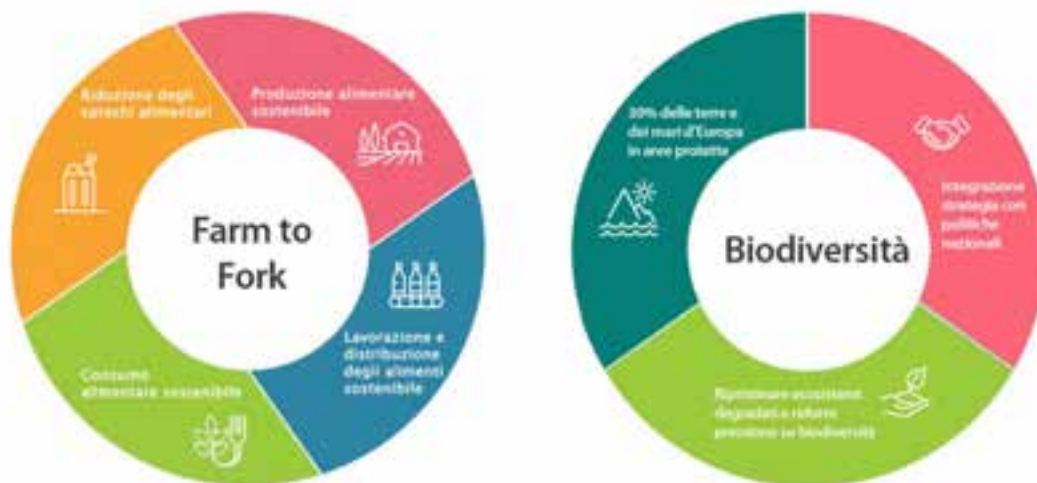 Riduzione degli
sprechi alimentari
Produzione alimentare
sostenibile
Farm to
Fork
Lavorazione e
distribuzione
degli alimenti
sostenibile
Consumo
alimentare sostenibile
30% delle terre e
dei mari d'Europa
in aree protette
Integrazione
strategia con
politiche
nazionali
Biodiversità
Ripristinare ecosistemi
degradati e ridurre
pressione su biodiversità